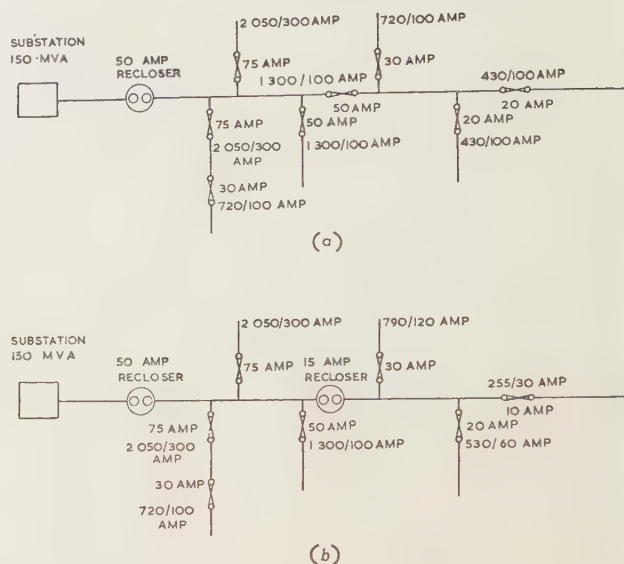 SUBSTATION
150·MVA
50 AMP
RECLOSER
2 050/300 AMP
75 AMP
1 300/100 AMP
50 AMP
720/100 AMP
30 AMP
430/100 AMP
20 AMP
75 AMP
2 050/300
AMP
30 AMP
720/100 AMP
50 AMP
1 300/100 AMP
20 AMP
430/100 AMP
(a)
SUBSTATION
150 MVA
50 AMP
RECLOSER
2 050/300 AMP
75 AMP
15 AMP
RECLOSER
790/120 AMP
30 AMP
255/30 AMP
10 AMP
75 AMP
2 050/300
AMP
30 AMP
720/100
AMP
50 AMP
1 300/100 AMP
20 AMP
530/60 AMP
(b)